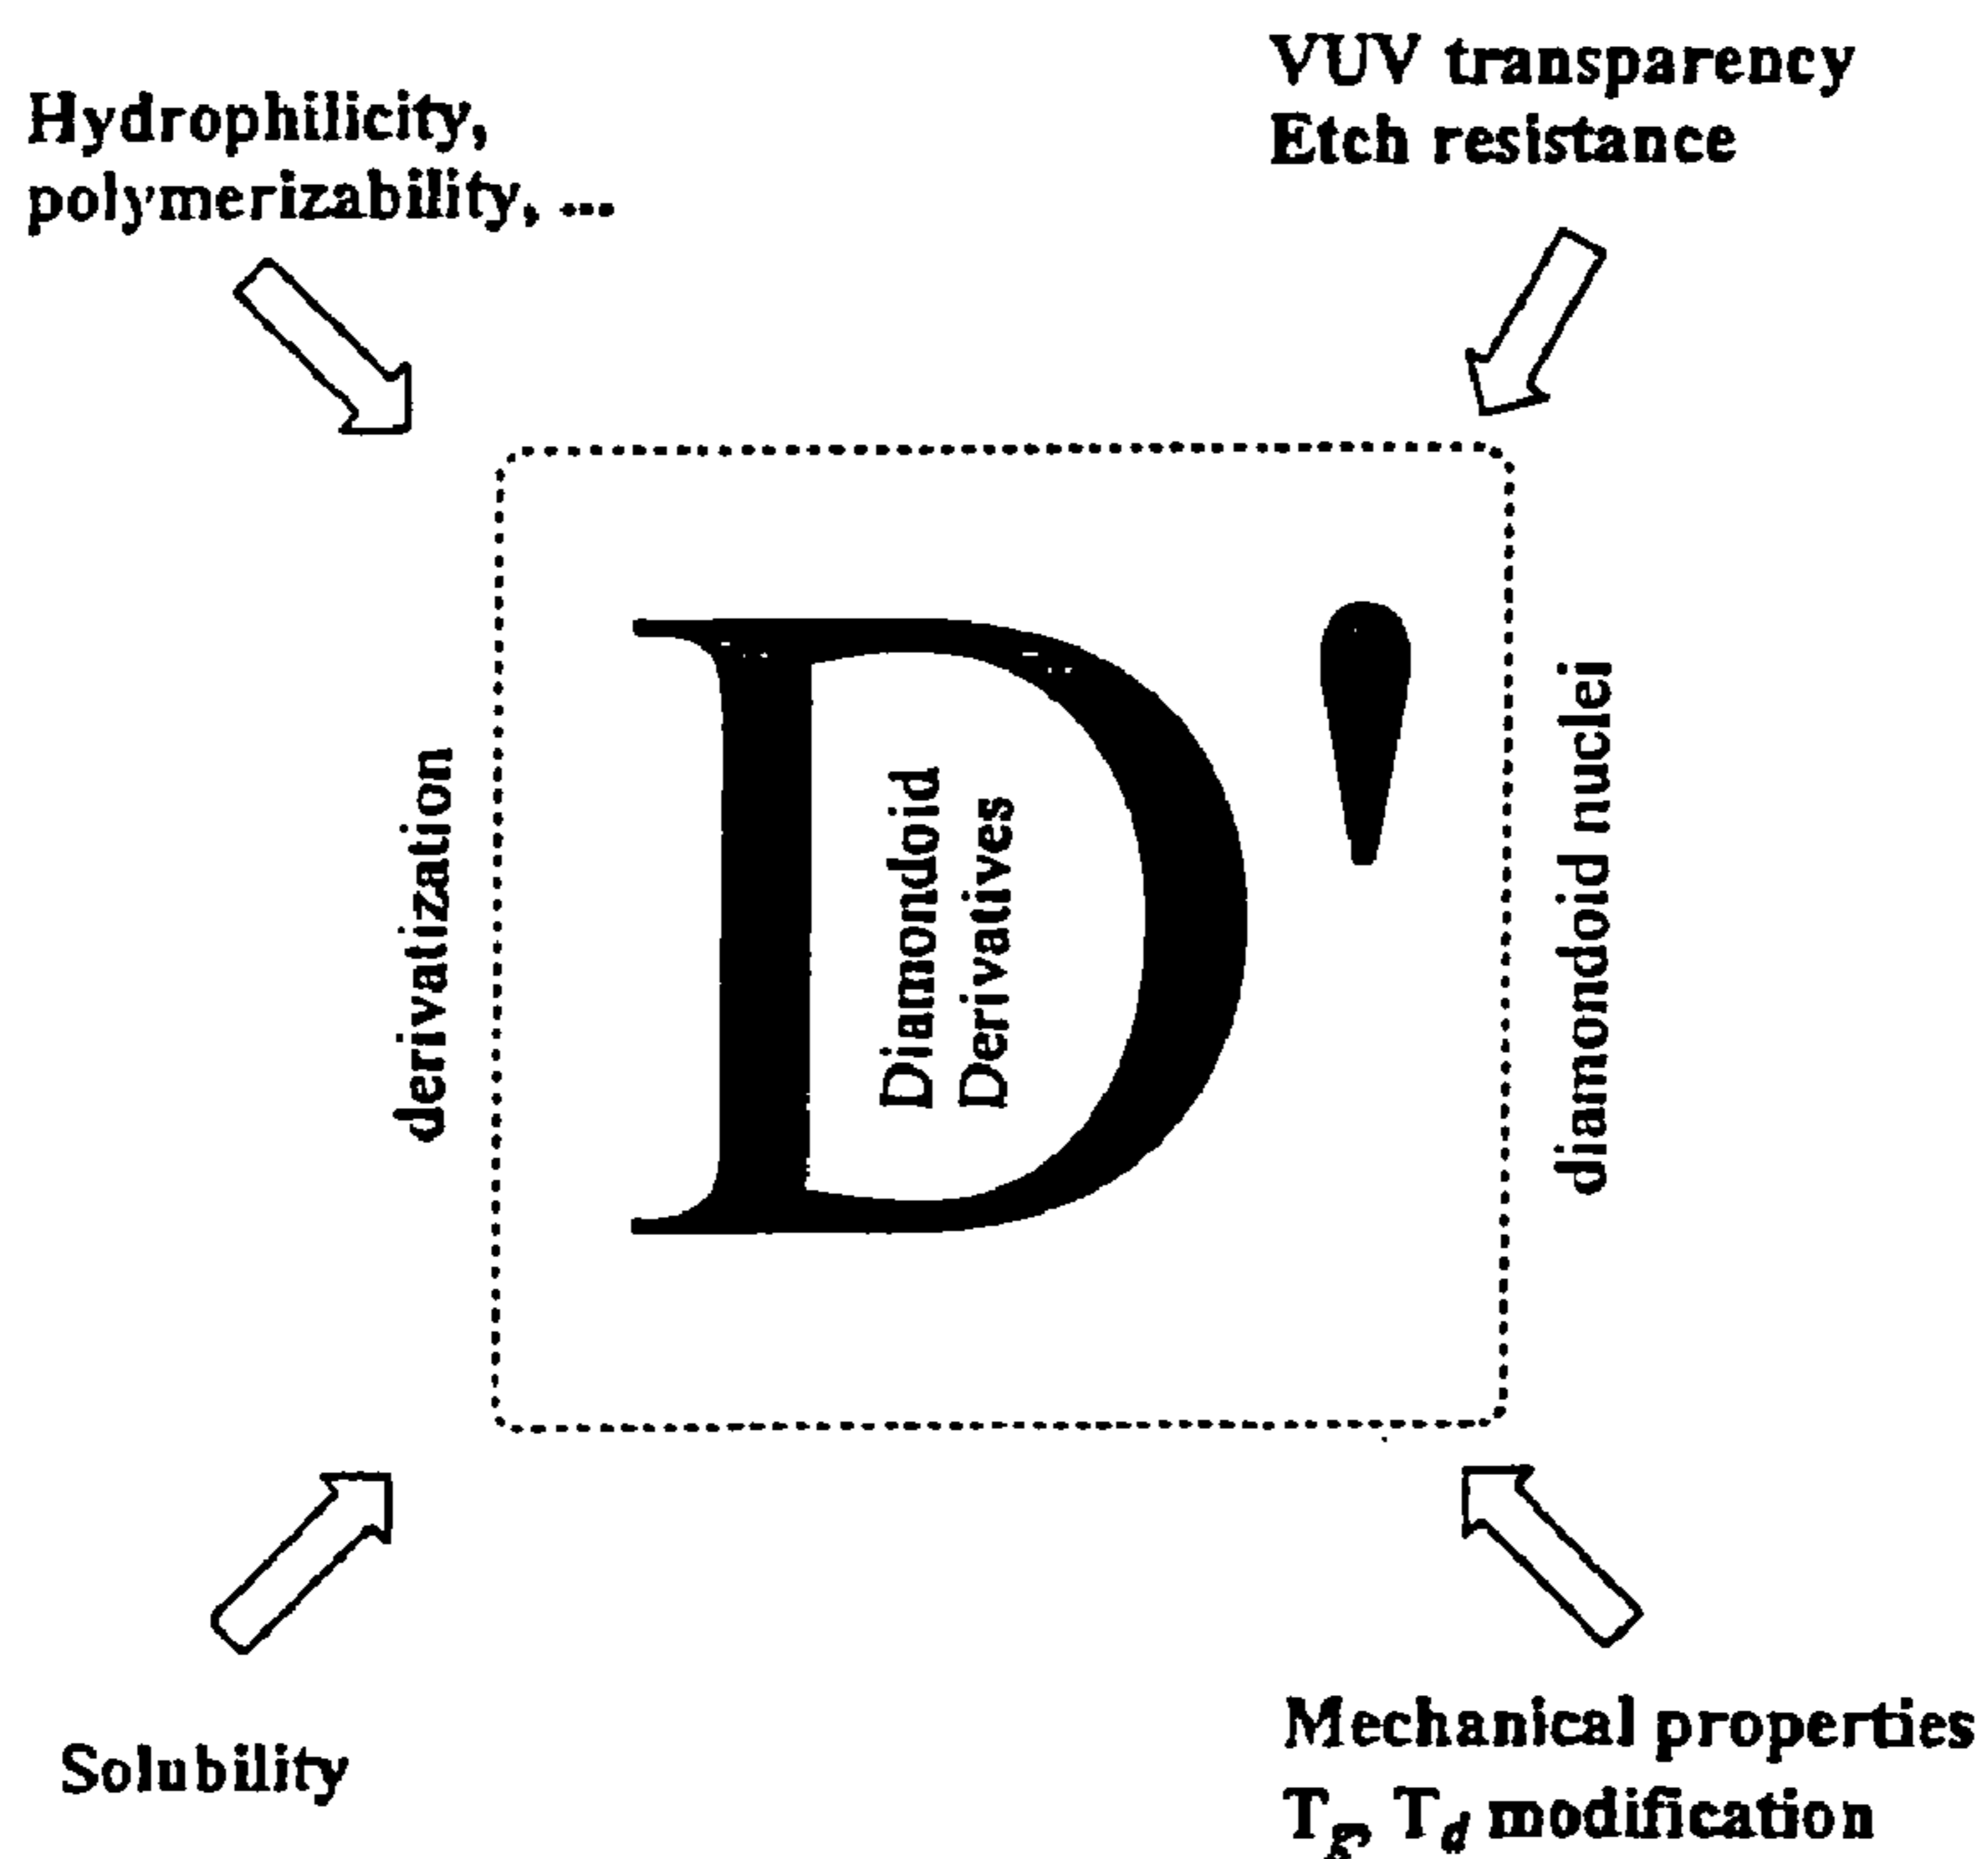 VUV transparency
Etch resistance
Hydrophilicity,
polymerizability, ...
derivatization
D'
Diamondoid
Derivatives
diamondoid nuclei
Solubility
Mechanical properties
Tg, Td modification